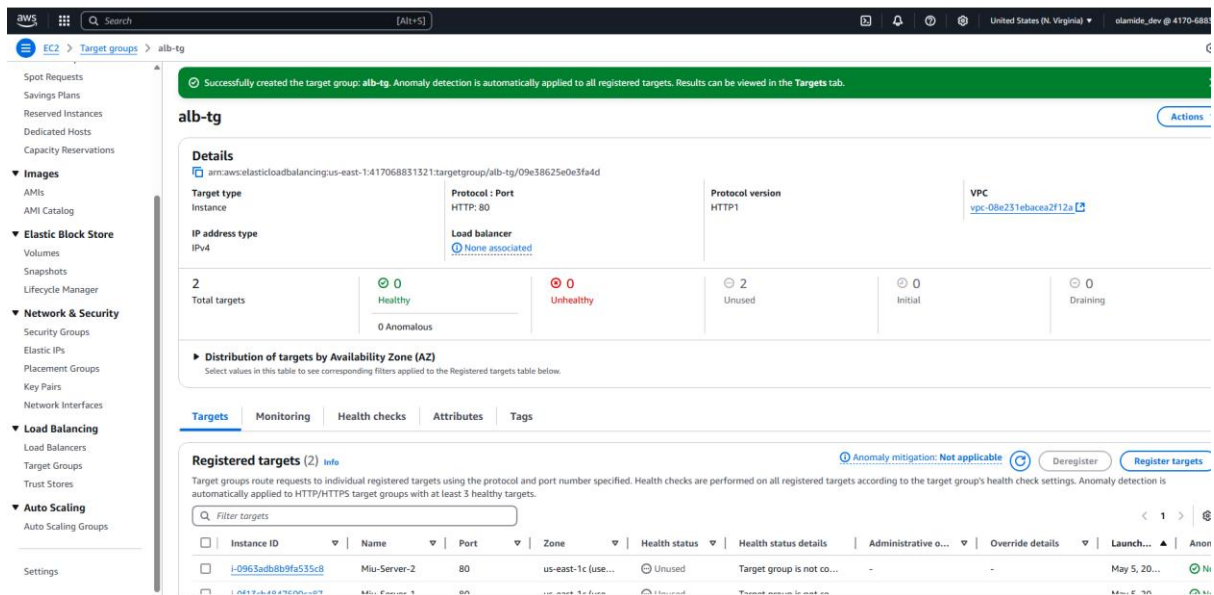 aws
Search [Alt+S] United States (N. Virginia) ▼ olamide_dev @ 4170-6883
EC2 > Target groups > alb-tg
Spot Requests
Savings Plans
Reserved Instances
Dedicated Hosts
Capacity Reservations
▼ Images
AMIs
AMI Catalog
▼ Elastic Block Store
Volumes
Snapshots
Lifecycle Manager
▼ Network & Security
Security Groups
Elastic IPs
Placement Groups
Key Pairs
Network Interfaces
▼ Load Balancing
Load Balancers
Target Groups
Trust Stores
▼ Auto Scaling
Auto Scaling Groups
Settings
Successfully created the target group: alb-tg. Anomaly detection is automatically applied to all registered targets. Results can be viewed in the Targets tab.
alb-tg
Actions
Details
arn:aws:elasticloadbalancing:us-east-1:417068831321:targetgroup/alb-tg/09e38625e0e3fa4d
Target type Protocol : Port Protocol version VPC
Instance HTTP: 80 HTTP1 vpc-08e231ebacea2f12a
IP address type Load balancer
IPv4 None associated
2 0 0 2 0 0
Total targets Healthy Unhealthy Unused Initial Draining
0 Anomalous
Distribution of targets by Availability Zone (AZ)
Select values in this table to see corresponding filters applied to the Registered targets table below.
Targets Monitoring Health checks Attributes Tags
Registered targets (2) Info Anomaly mitigation: Not applicable Deregister Register targets
Target groups route requests to individual registered targets using the protocol and port number specified. Health checks are performed on all registered targets according to the target group's health check settings. Anomaly detection is
automatically applied to HTTP/HTTPS target groups with at least 3 healthy targets.
Filter targets < 1 >
Instance ID Name Port Zone Health status Health status details Administrative o... Override details Launch... Anon
i-0963adb8b9fa535c8 Miu-Server-2 80 us-east-1c (use... Unused Target group is not co... - - May 5, 20...
Miu-Server-1 80 Unused